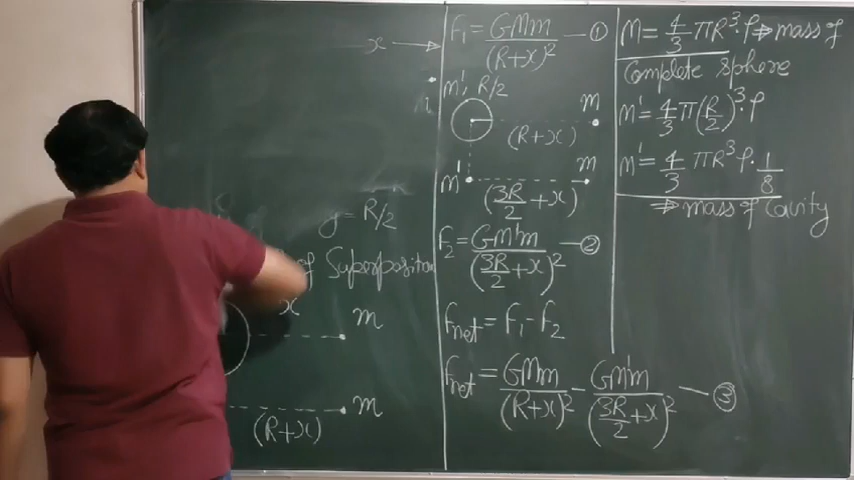 x
y = R/2
of Superposition
x
m
m
(R+x)
F₁ = GMm/(R+x)² — ①
m', R/2
m
(R+x)
m' m
(3R/2 + x)
F₂ = GM'm/(3R/2 + x)² — ②
Fnet = F₁ - F₂
Fnet = GMm/(R+x)² - GM'm/(3R/2 + x)² — ③
M = 4/3 πR³·ρ ⇒ mass of
Complete sphere
M' = 4/3 π(R/2)³·ρ
M' = 4/3 πR³ρ·1/8
⇒ mass of Cavity